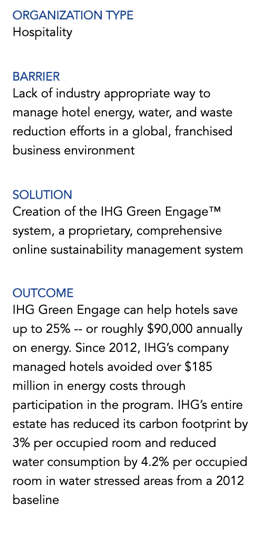 ORGANIZATION TYPE
Hospitality
BARRIER
Lack of industry appropriate way to
manage hotel energy, water, and waste
reduction efforts in a global, franchised
business environment
SOLUTION
Creation of the IHG Green Engage™
system, a proprietary, comprehensive
online sustainability management system
OUTCOME
IHG Green Engage can help hotels save
up to 25% -- or roughly $90,000 annually
on energy. Since 2012, IHG’s company
managed hotels avoided over $185
million in energy costs through
participation in the program. IHG’s entire
estate has reduced its carbon footprint by
3% per occupied room and reduced
water consumption by 4.2% per occupied
room in water stressed areas from a 2012
baseline